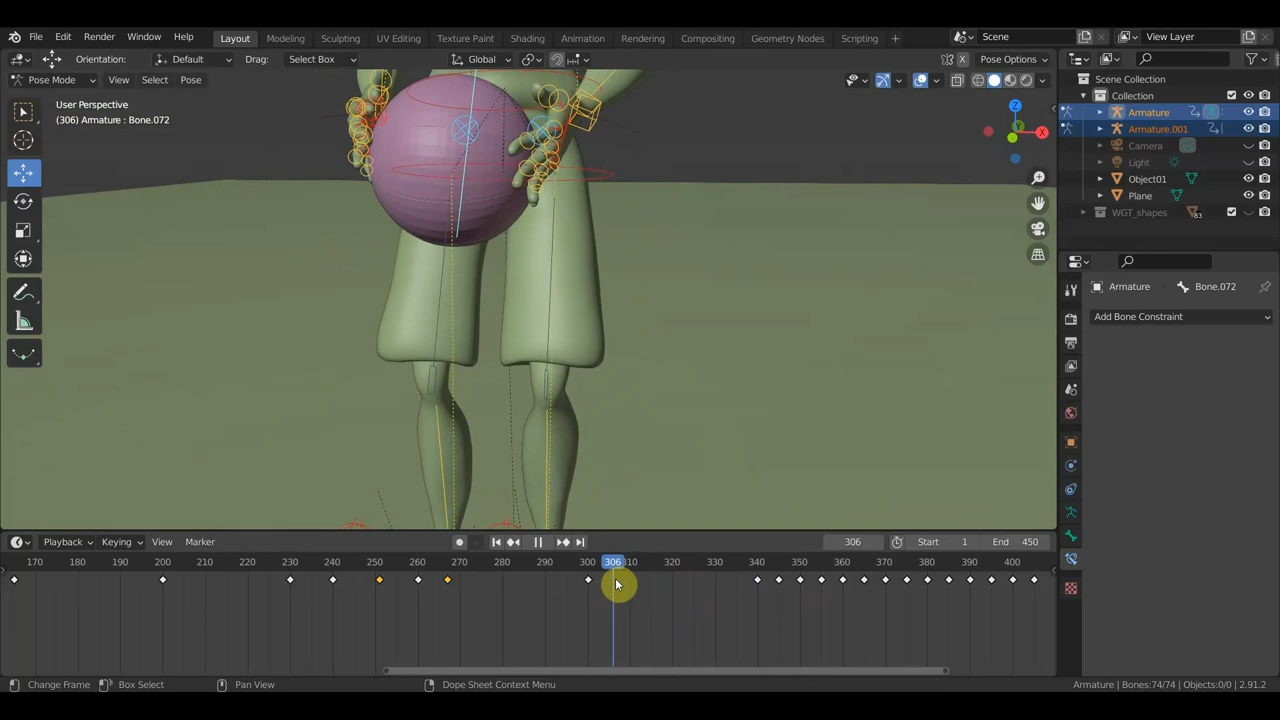 File Edit Render Window Help Layout Modeling Sculpting UV Editing Texture Paint Shading Animation Rendering Compositing Geometry Nodes Scripting + Scene View Layer
Orientation: Default Drag: Select Box Global Pose Options
Pose Mode View Select Pose
Scene Collection
Collection
Armature
Armature.001
Camera
Light
Object01
Plane
WGT_shapes 83
User Perspective
(306) Armature : Bone.072
Z
Y
X
Armature Bone.072
Add Bone Constraint
Playback Keying View Marker 306 Start 1 End 450
170 180 190 200 210 220 230 240 250 260 270 280 290 300 306 310 320 330 340 350 360 370 380 390 400
Change Frame Box Select Pan View Dope Sheet Context Menu Armature | Bones:74/74 | Objects:0/0 | 2.91.2